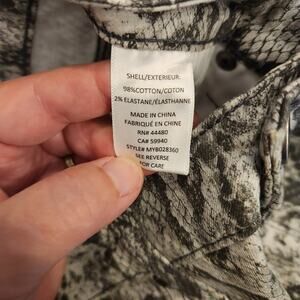 SHELL/EXTERIEUR:
98%COTTON/COTON
2% ELASTANE/ÉLASTHANNE
MADE IN CHINA
FABRIQUÉ EN CHINE
RN# 44480
CA# 59940
STYLE# MYB028360
SEE REVERSE
FOR CARE